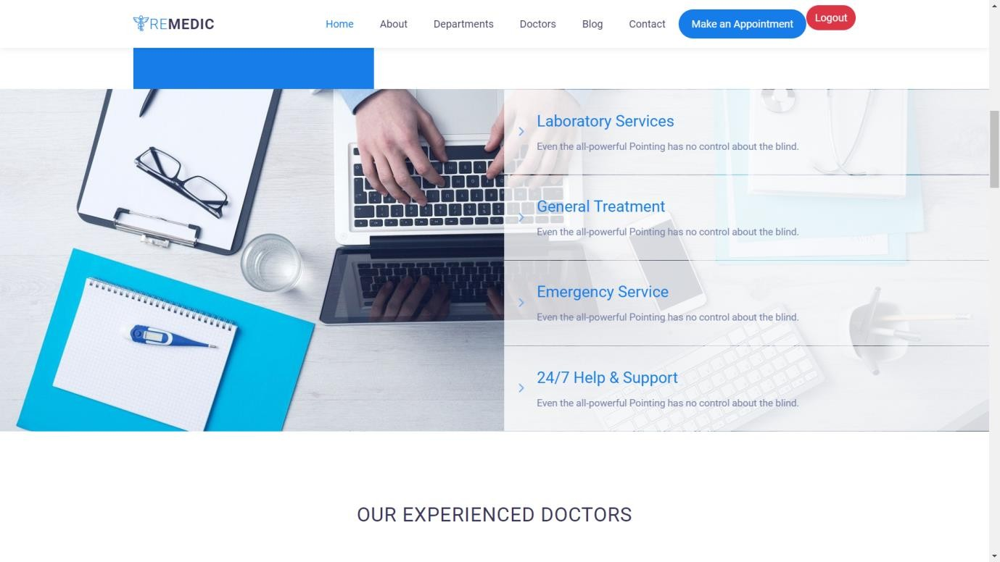 REMEDIC
Home About Departments Doctors Blog Contact Make an Appointment Logout
Laboratory Services
Even the all-powerful Pointing has no control about the blind.
General Treatment
Even the all-powerful Pointing has no control about the blind.
Emergency Service
Even the all-powerful Pointing has no control about the blind.
24/7 Help & Support
Even the all-powerful Pointing has no control about the blind.
OUR EXPERIENCED DOCTORS